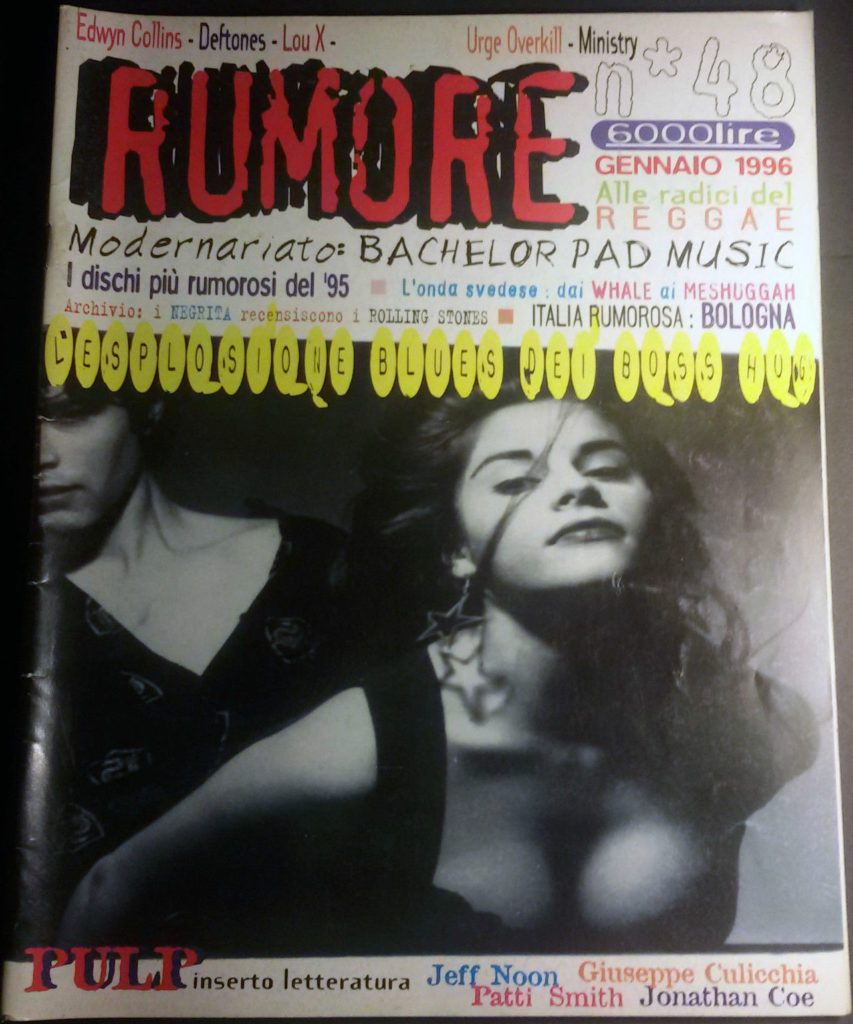 Edwyn Collins - Deftones - Lou X - Urge Overkill - Ministry
RUMORE
n° 48
6000lire
GENNAIO 1996
Alle radici del
REGGAE
Modernariato: BACHELOR PAD MUSIC
I dischi più rumorosi del '95 L'onda svedese: dai WHALE ai MESHUGGAH
Archivio: i NEGRITA recensiscono i ROLLING STONES ITALIA RUMOROSA: BOLOGNA
L'ESPLOSIONE BLUES DEI BOSS HOG
PULP inserto letteratura Jeff Noon Giuseppe Culicchia
Patti Smith Jonathan Coe